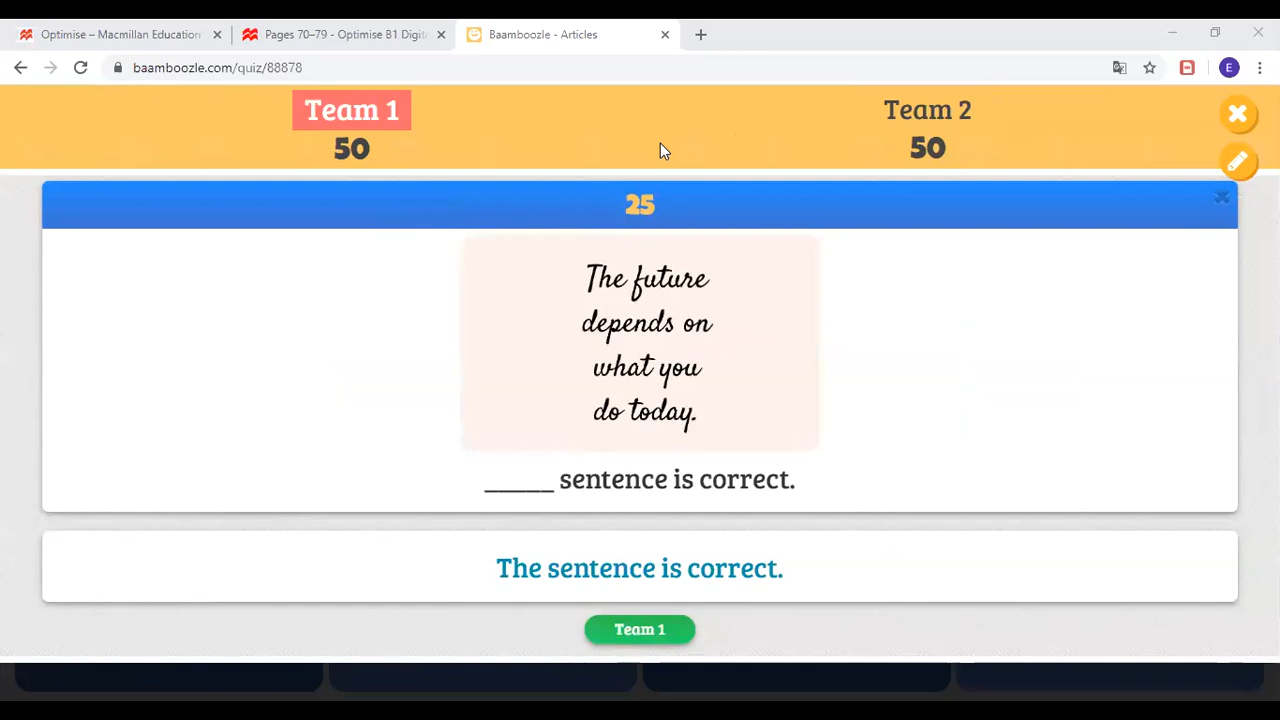 Optimise – Macmillan Education
Pages 70–79 - Optimise B1 Digit
Baamboozle - Articles
baamboozle.com/quiz/88878
E
Team 1
50
Team 2
50
25
The future
depends on
what you
do today.
_____ sentence is correct.
The sentence is correct.
Team 1